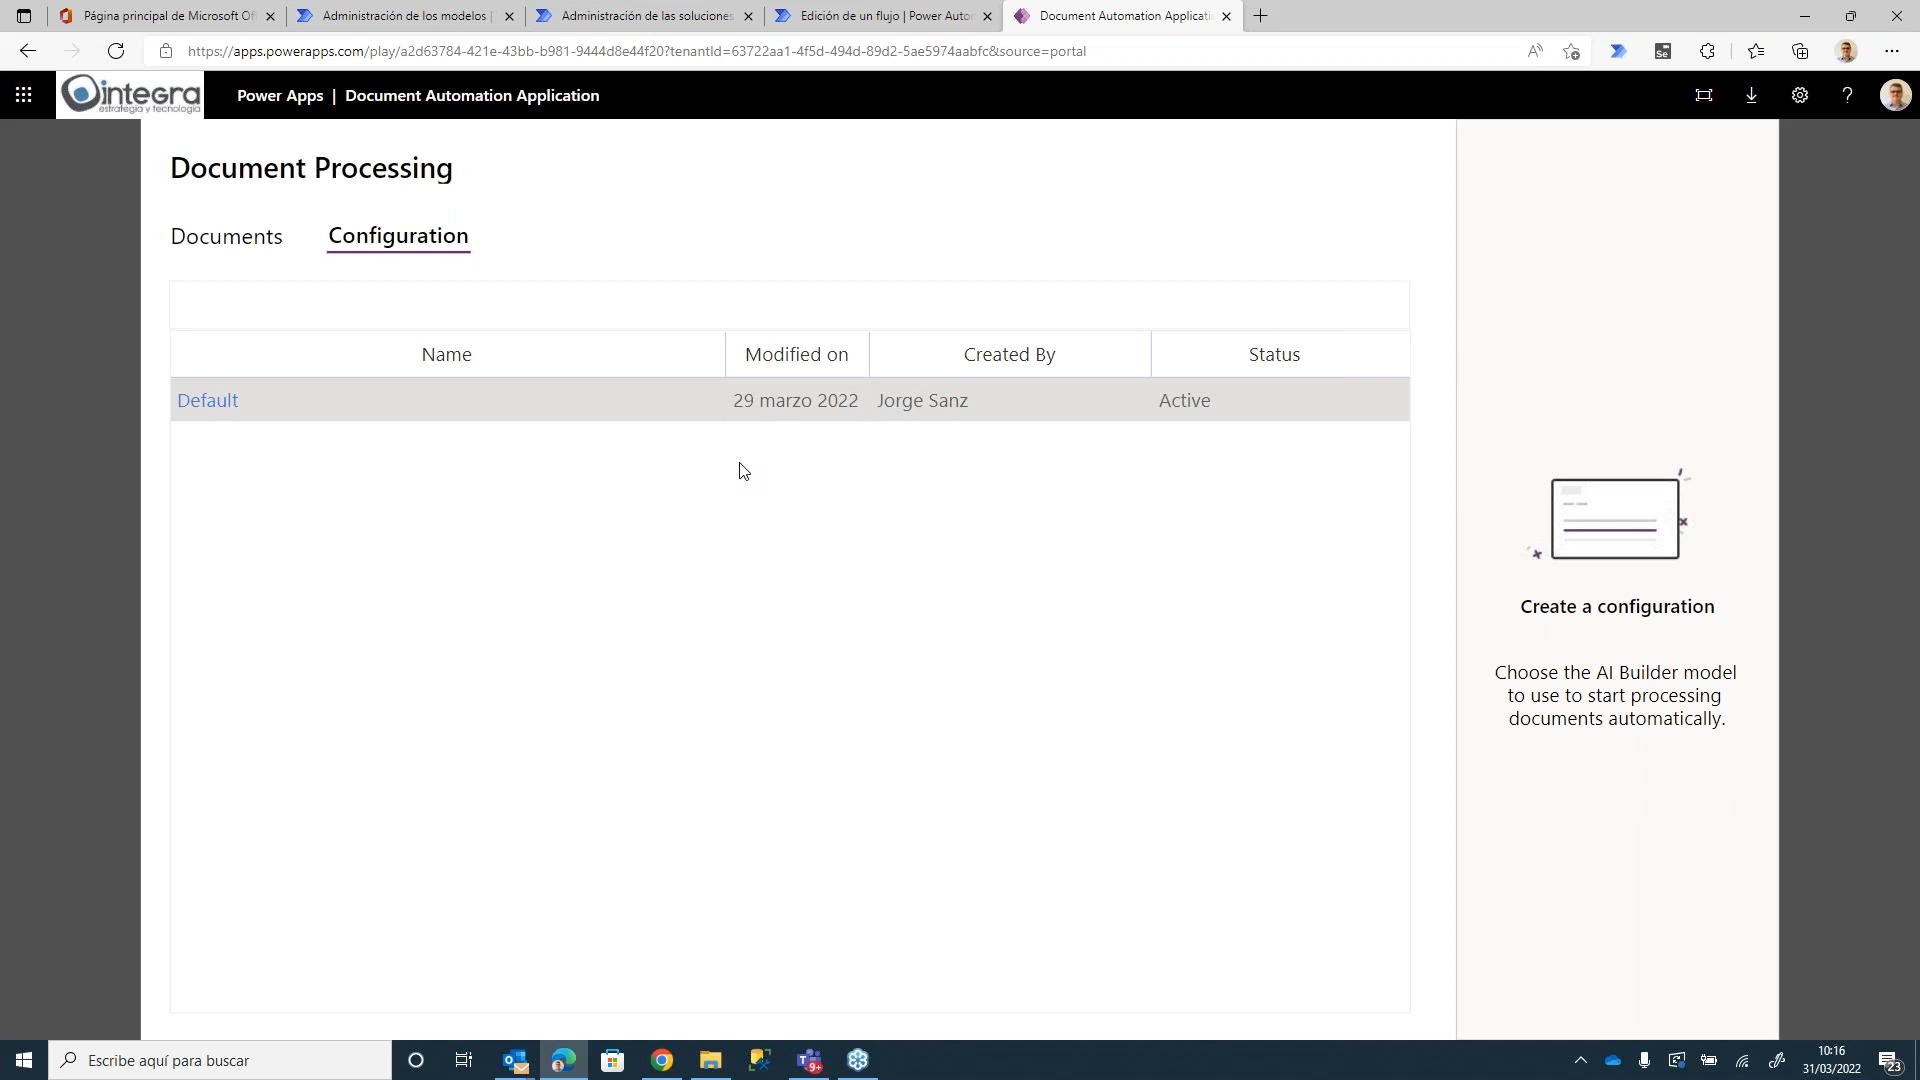 Página principal de Microsoft Of
Administración de los modelos |
Administración de las soluciones
Edición de un flujo | Power Autor
Document Automation Applicati
https://apps.powerapps.com/play/a2d63784-421e-43bb-b981-9444d8e44f20?tenantId=63722aa1-4f5d-494d-89d2-5ae5974aabfc&source=portal
integra
estrategia y tecnología
Power Apps | Document Automation Application
Document Processing
Documents
Configuration
Name
Modified on
Created By
Status
Default
29 marzo 2022
Jorge Sanz
Active
Create a configuration
Choose the AI Builder model
to use to start processing
documents automatically.
Escribe aquí para buscar
9+
10:16
31/03/2022
23